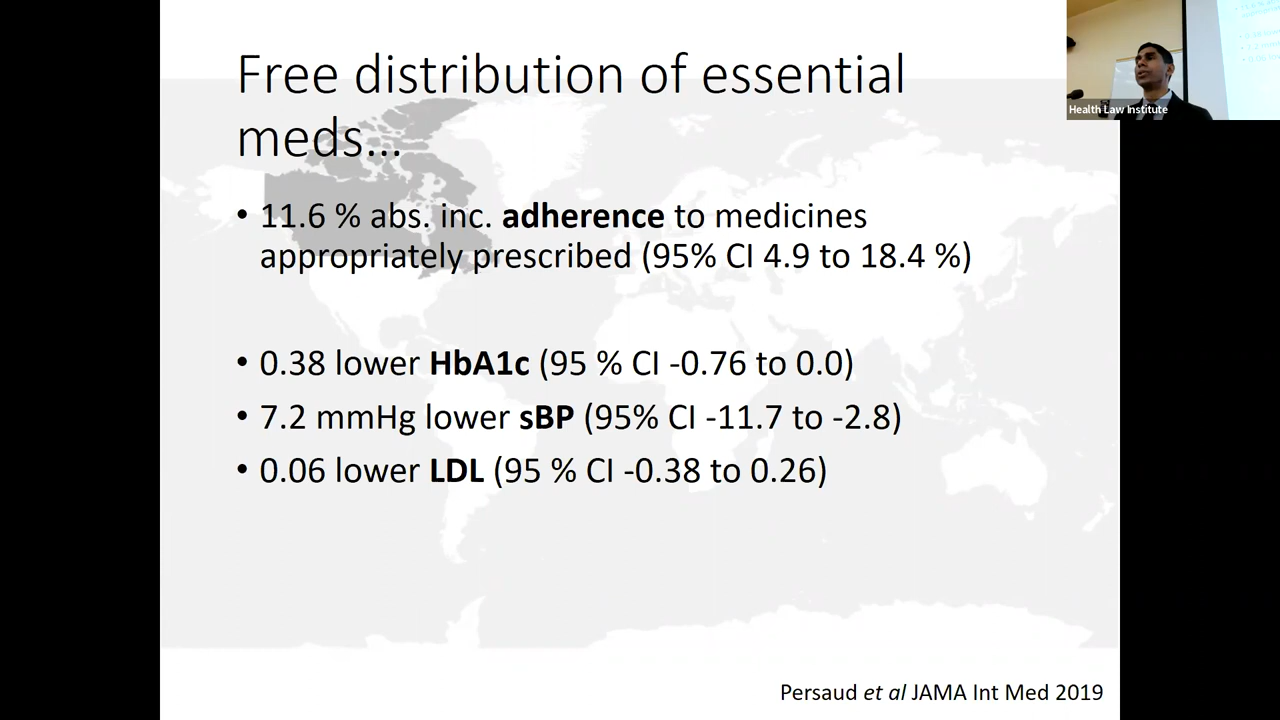 Free distribution of essential
meds...
• 11.6 % abs. inc. adherence to medicines
appropriately prescribed (95% CI 4.9 to 18.4 %)
• 0.38 lower HbA1c (95 % CI -0.76 to 0.0)
• 7.2 mmHg lower sBP (95% CI -11.7 to -2.8)
• 0.06 lower LDL (95 % CI -0.38 to 0.26)
Persaud et al JAMA Int Med 2019
Health Law Institute